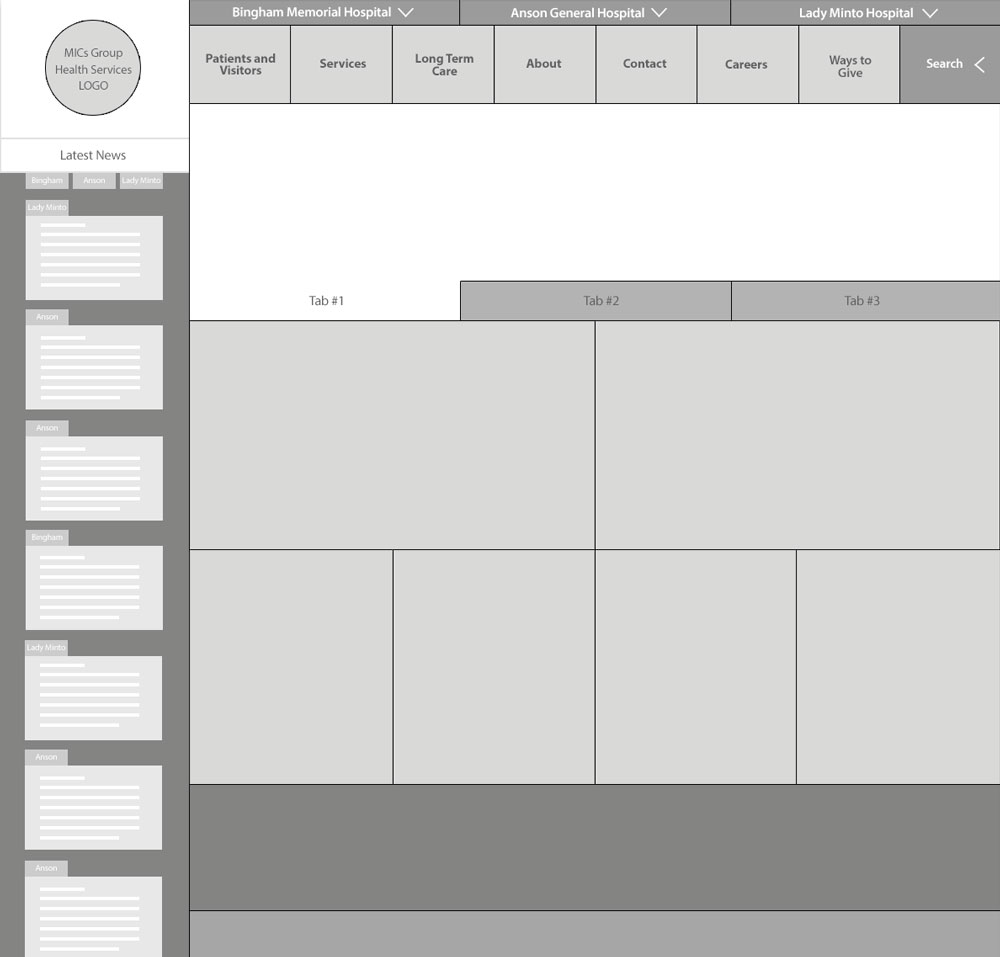 Bingham Memorial Hospital
Anson General Hospital
Lady Minto Hospital
MICs Group
Health Services
LOGO
Patients and
Visitors
Services
Long Term
Care
About
Contact
Careers
Ways to
Give
Search
Latest News
Bingham
Anson
Lady Minto
Lady Minto
Tab #1
Tab #2
Tab #3
Anson
Anson
Bingham
Lady Minto
Anson
Anson